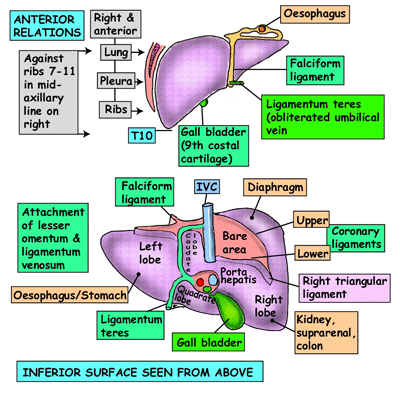 ANTERIOR
RELATIONS
Right &
anterior
Lung
Pleura
Ribs
Against
ribs 7-11
in mid-
axillary
line on
right
T10
Oesophagus
Falciform
ligament
Ligamentum teres
(obliterated umbilical
vein
Gall bladder
(9th costal
cartilage)
Falciform
ligament
IVC
Diaphragm
Attachment
of lesser
omentum &
ligamentum
venosum
Upper
Coronary
ligaments
Lower
Left
lobe
Bare
area
Porta
hepatis
Quadrate
lobe
Right triangular
ligament
Right
lobe
Oesophagus/Stomach
Ligamentum
teres
Gall bladder
Kidney,
suprarenal,
colon
INFERIOR SURFACE SEEN FROM ABOVE